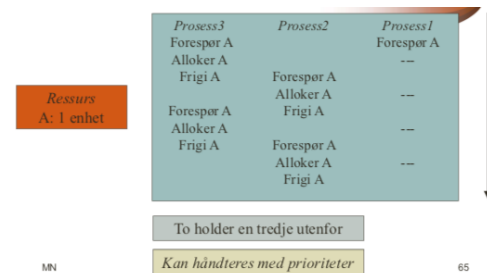 Prosess3 Prosess2 Prosess1
Forespør A Forespør A
Alloker A ---
Frigi A Forespør A
Alloker A ---
Forespør A Frigi A
Alloker A ---
Frigi A Forespør A
Alloker A ---
Frigi A
Ressurs
A: 1 enhet
To holder en tredje utenfor
Kan håndteres med prioriteter
MN 65